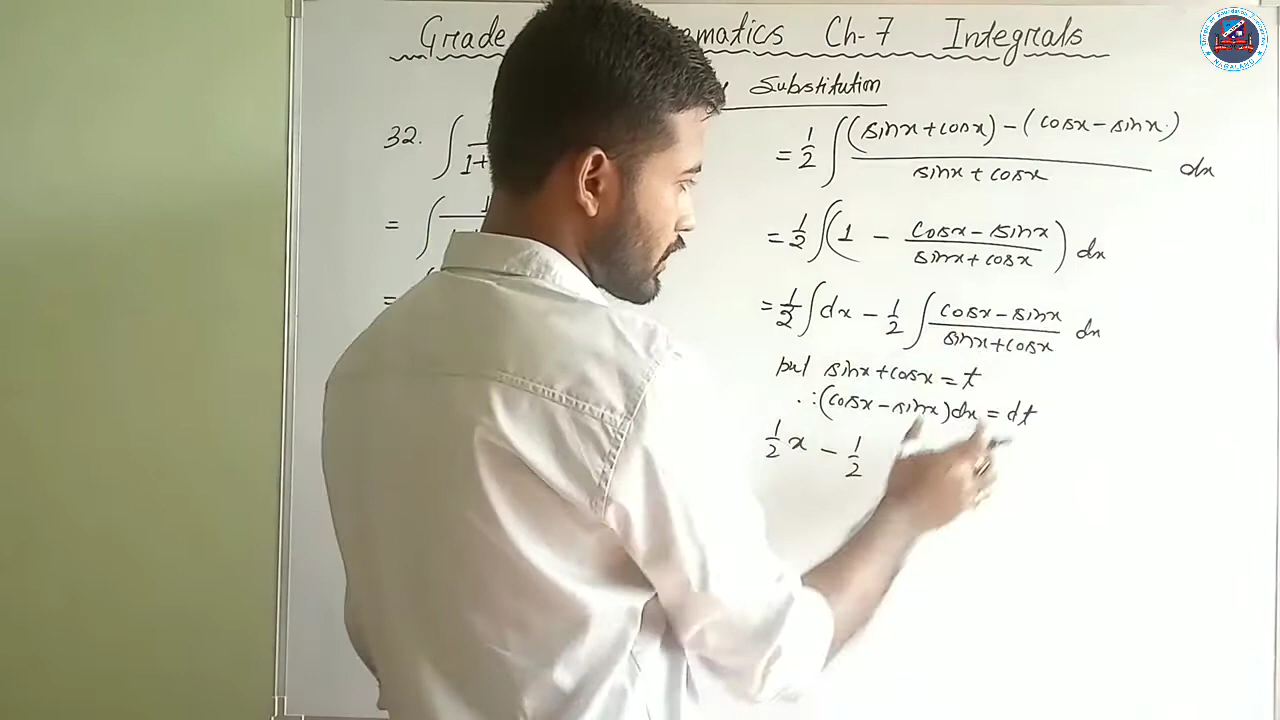 Grade ematics Ch-7 Integrals
Substitution
32. ∫ 1+
= ∫ 1
=
= 1/2 ∫ (sinx+cosx) - (cosx-sinx) / sinx+cosx dx
= 1/2 ∫(1 - cosx-sinx / sinx+cosx) dx
= 1/2 ∫dx - 1/2 ∫ cosx-sinx / sinx+cosx dx
put sinx+cosx = t
∴ (cosx-sinx)dx = dt
1/2 x - 1/2